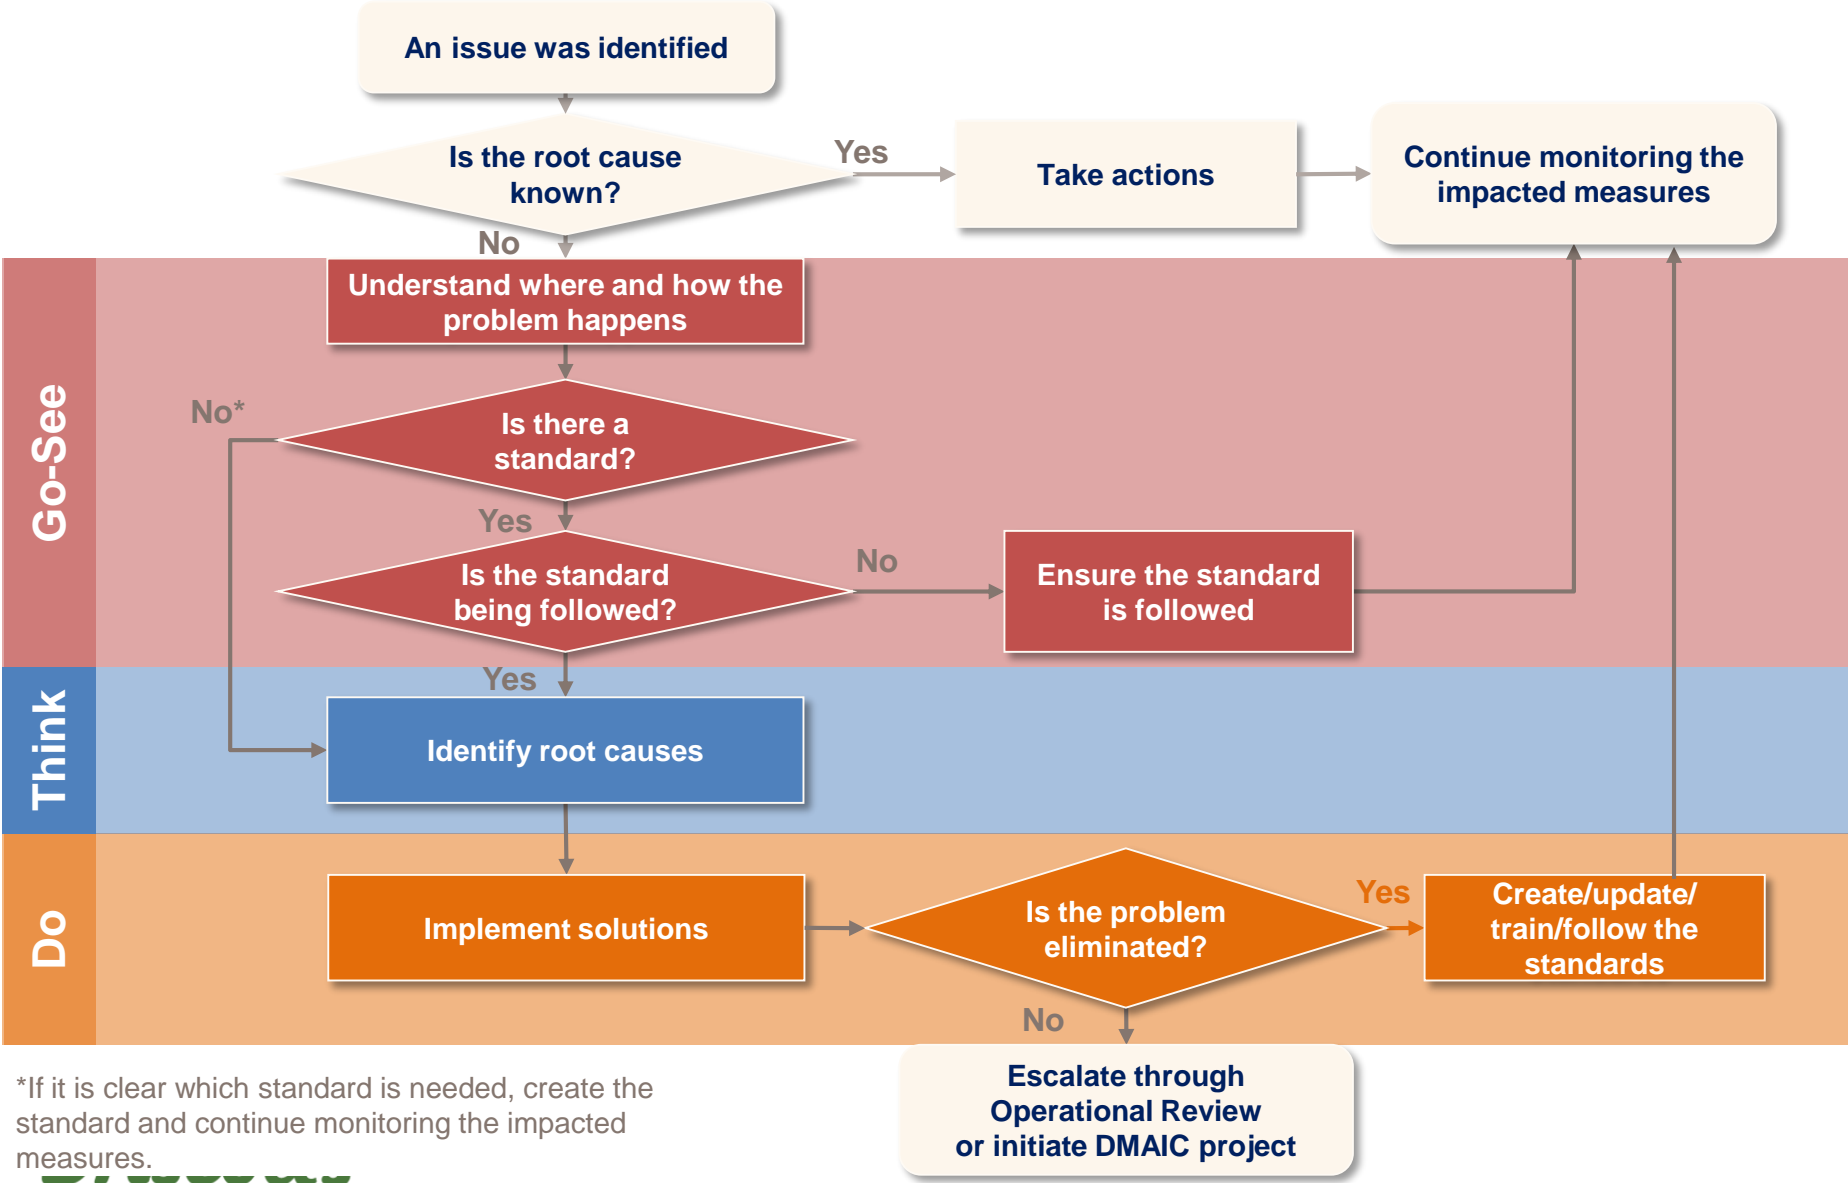 An issue was identified
Is the root cause
known?
Yes
Take actions
Continue monitoring the
impacted measures
No
Understand where and how the
problem happens
Go-See
No*
Is there a
standard?
Yes
Is the standard
being followed?
No
Ensure the standard
is followed
Think
Yes
Identify root causes
Do
Implement solutions
Is the problem
eliminated?
Yes
Create/update/
train/follow the
standards
No
Escalate through
Operational Review
or initiate DMAIC project
*If it is clear which standard is needed, create the
standard and continue monitoring the impacted
measures.